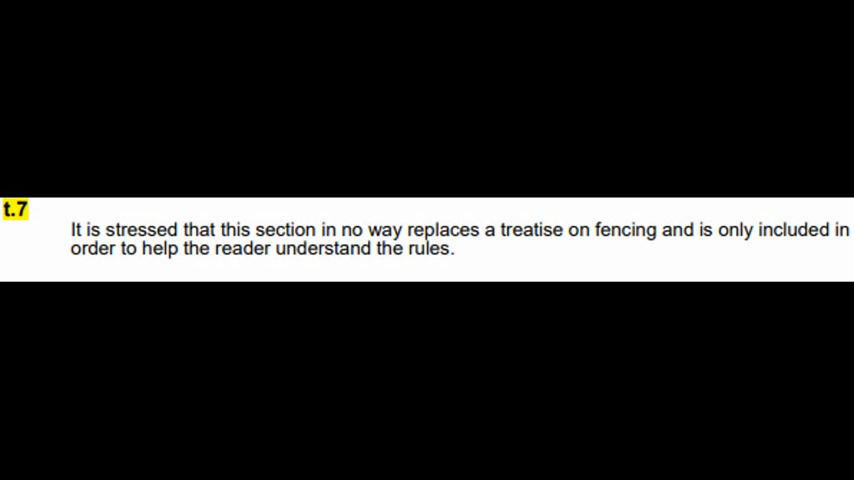 t.7
It is stressed that this section in no way replaces a treatise on fencing and is only included in
order to help the reader understand the rules.